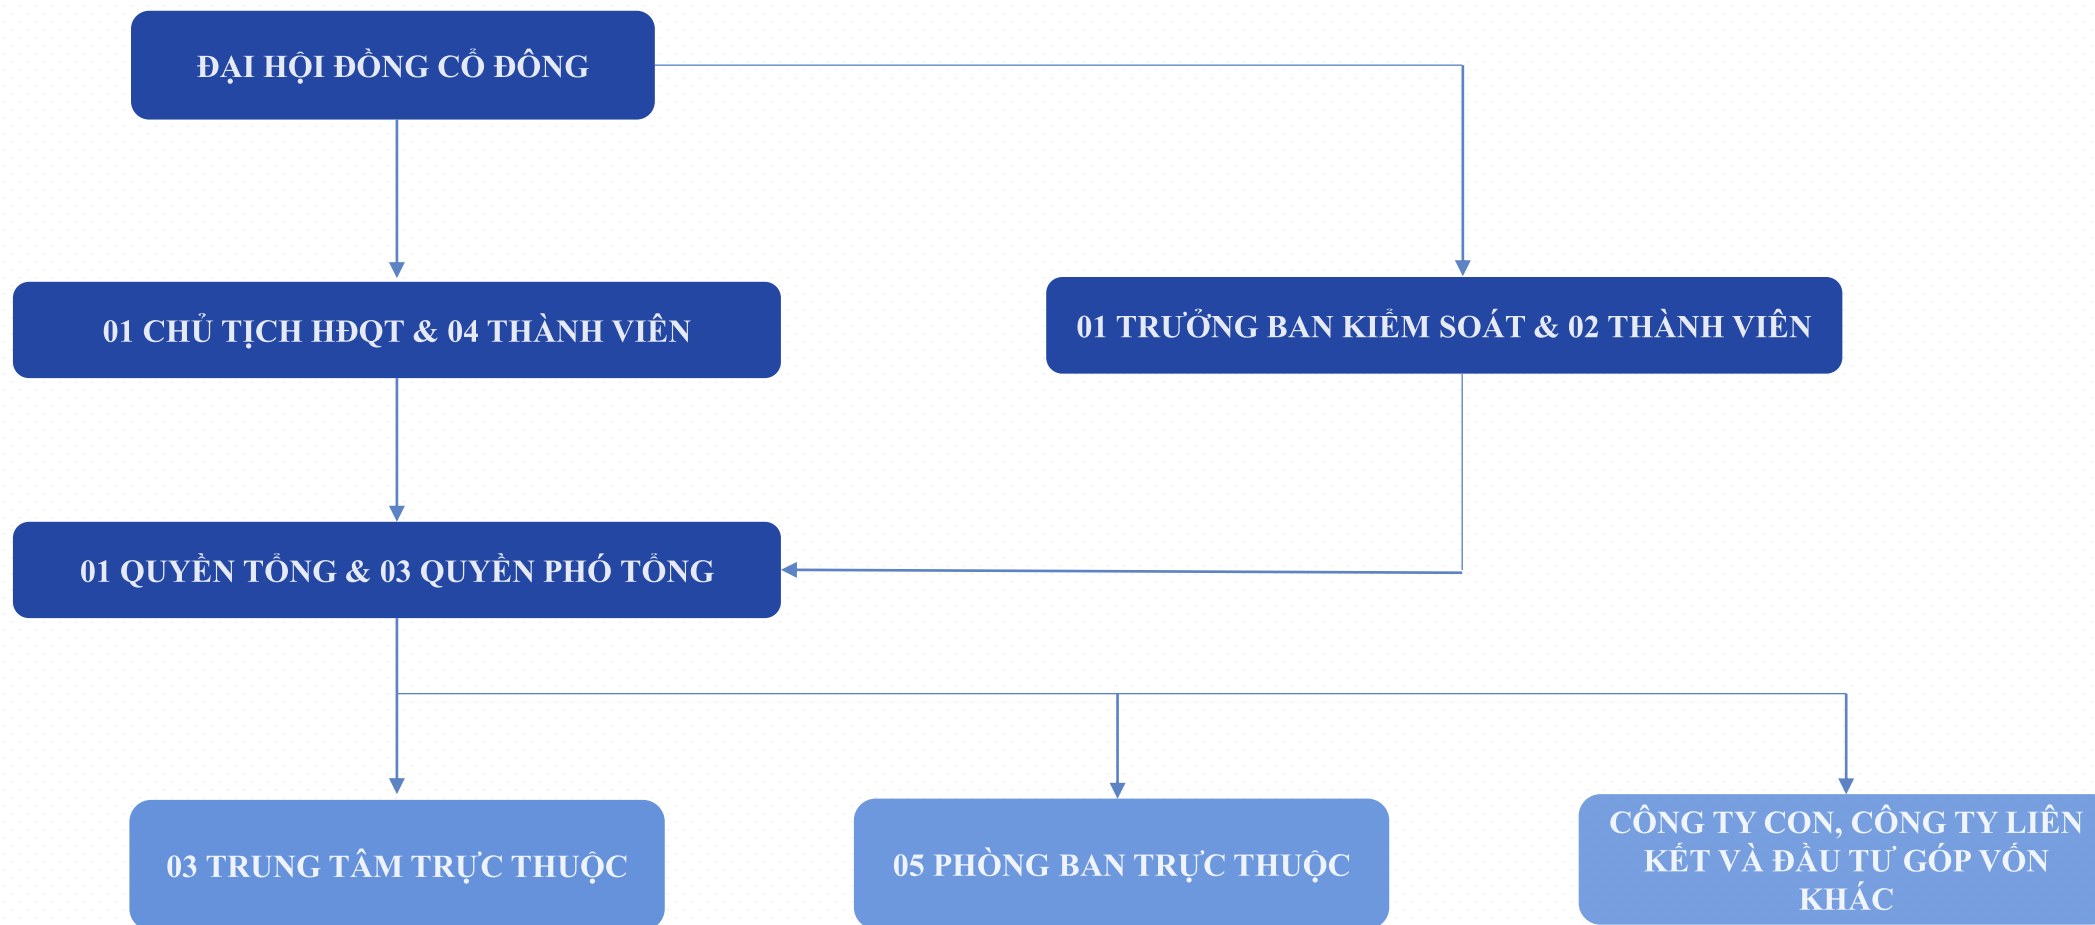 ĐẠI HỘI ĐỒNG CỔ ĐÔNG
01 CHỦ TỊCH HĐQT & 04 THÀNH VIÊN
01 TRƯỞNG BAN KIỂM SOÁT & 02 THÀNH VIÊN
01 QUYỀN TỔNG & 03 QUYỀN PHÓ TỔNG
03 TRUNG TÂM TRỰC THUỘC
05 PHÒNG BAN TRỰC THUỘC
CÔNG TY CON, CÔNG TY LIÊN
KẾT VÀ ĐẦU TƯ GÓP VỐN
KHÁC